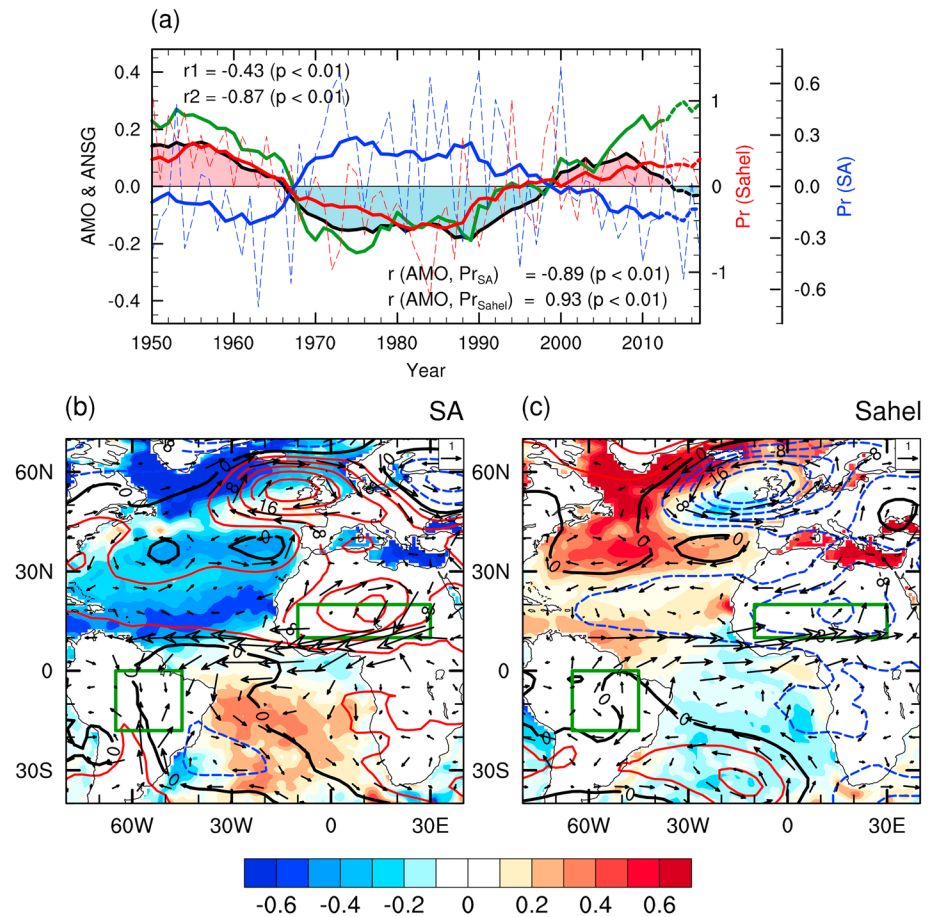 (a)
r1 = -0.43 (p < 0.01)
r2 = -0.87 (p < 0.01)
r (AMO, Pr_SA) = -0.89 (p < 0.01)
r (AMO, Pr_Sahel) = 0.93 (p < 0.01)
AMO & ANSG
0.4
0.2
0.0
-0.2
-0.4
1
0
-1
Pr (Sahel)
0.6
0.3
0.0
-0.3
-0.6
Pr (SA)
1950 1960 1970 1980 1990 2000 2010
Year
(b) SA
(c) Sahel
1
1
60N
30N
0
30S
60N
30N
0
30S
60W 30W 0 30E
60W 30W 0 30E
-0.6 -0.4 -0.2 0 0.2 0.4 0.6